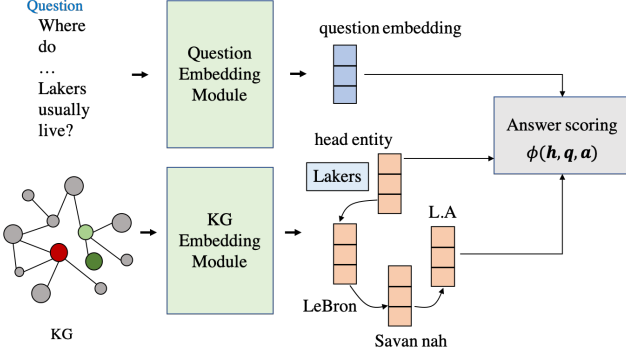 Question
Where
do
...
Lakers
usually
live?
Question
Embedding
Module
question embedding
Answer scoring
ϕ(h, q, a)
head entity
Lakers
KG
Embedding
Module
L.A
LeBron
Savan nah
KG